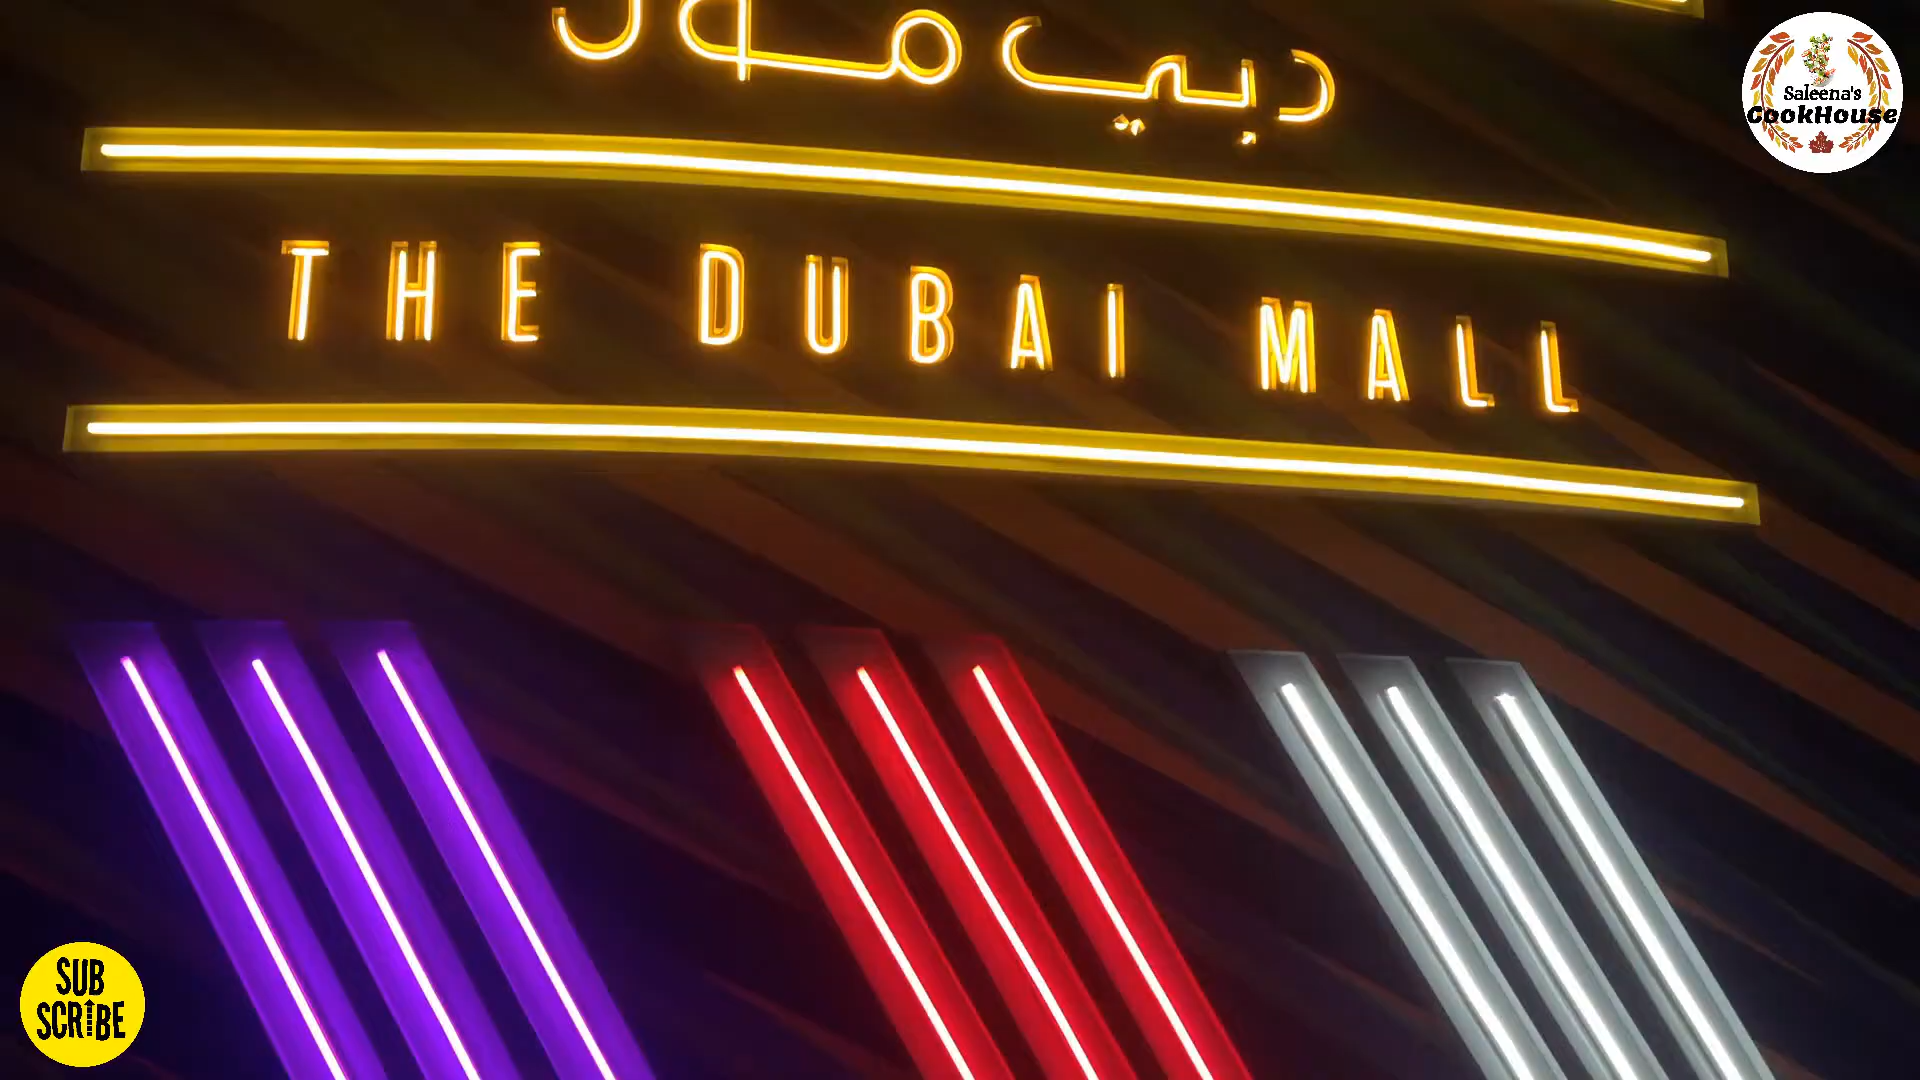 دبي مول
THE DUBAI MALL
Saleena's
CookHouse
SUB
SCRIBE